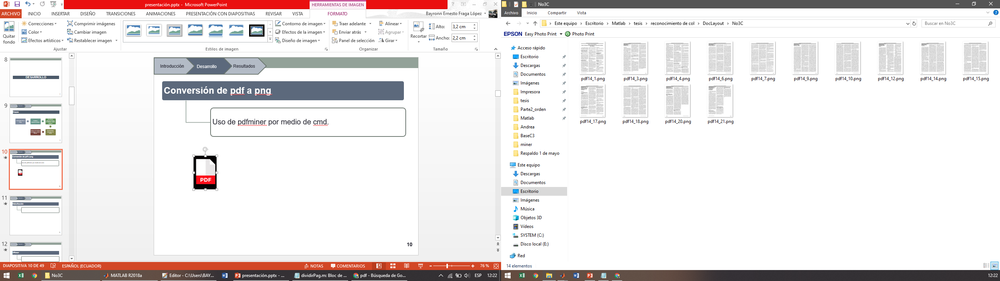 presentación.pptx - Microsoft PowerPoint
HERRAMIENTAS DE IMAGEN
ARCHIVO INICIO INSERTAR DISEÑO TRANSICIONES ANIMACIONES PRESENTACIÓN CON DIAPOSITIVAS REVISAR VISTA FORMATO
Bayronn Ernesto Fraga López
Quitar fondo
Correcciones
Color
Efectos artísticos
Comprimir imágenes
Cambiar imagen
Restablecer imagen
Ajustar
Estilos de imagen
Contorno de imagen
Efectos de la imagen
Diseño de imagen
Traer adelante
Enviar atrás
Panel de selección
Alinear
Agrupar
Girar
Organizar
Recortar
Alto: 3,2 cm
Ancho: 2,2 cm
Tamaño
8
DESARROLLO
9
Etapas
10
Conversión de pdf a png
Uso de pdfminer por medio de cmd.
11
12
Introducción
Desarrollo
Resultados
Conversión de pdf a png
Uso de pdfminer por medio de cmd.
PDF
10
DIAPOSITIVA 10 DE 49
ESPAÑOL (ECUADOR)
NOTAS
COMENTARIOS
76 %
No3C
MATLAB R2018a
Editor - C:\Users\BAY...
presentación.pptx - ...
dividirPag.m: Bloc de ...
pdf - Búsqueda de Go...
ESP
12:22
No3C
Archivo Inicio Compartir Vista
Este equipo > Escritorio > Matlab > tesis > reconocimiento de col > DocLayout > No3C
Buscar en No3C
EPSON Easy Photo Print Photo Print
Acceso rápido
Escritorio
Descargas
Documentos
Imágenes
Impresora
tesis
Parte2_orden
Matlab
Andrea
BaseC3
miner
Respaldo 1 de mayo
Este equipo
Descargas
Documentos
Escritorio
Imágenes
Música
Objetos 3D
Vídeos
SYSTEM (C:)
Disco local (E:)
Red
pdf14_1.png pdf14_3.png pdf14_4.png pdf14_6.png pdf14_7.png pdf14_9.png pdf14_10.png pdf14_12.png pdf14_14.png pdf14_15.png
pdf14_17.png pdf14_18.png pdf14_20.png pdf14_21.png
14 elementos
12:22